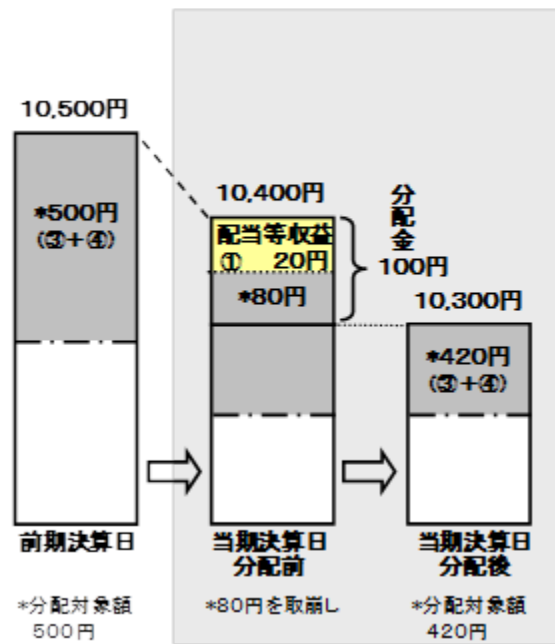 10,500円
*500円
(③+④)
前期決算日
*分配対象額
500円
10,400円
配当等収益
① 20円
*80円
分配金
100円
当期決算日
分配前
*80円を取崩し
10,300円
*420円
(③+④)
当期決算日
分配後
*分配対象額
420円